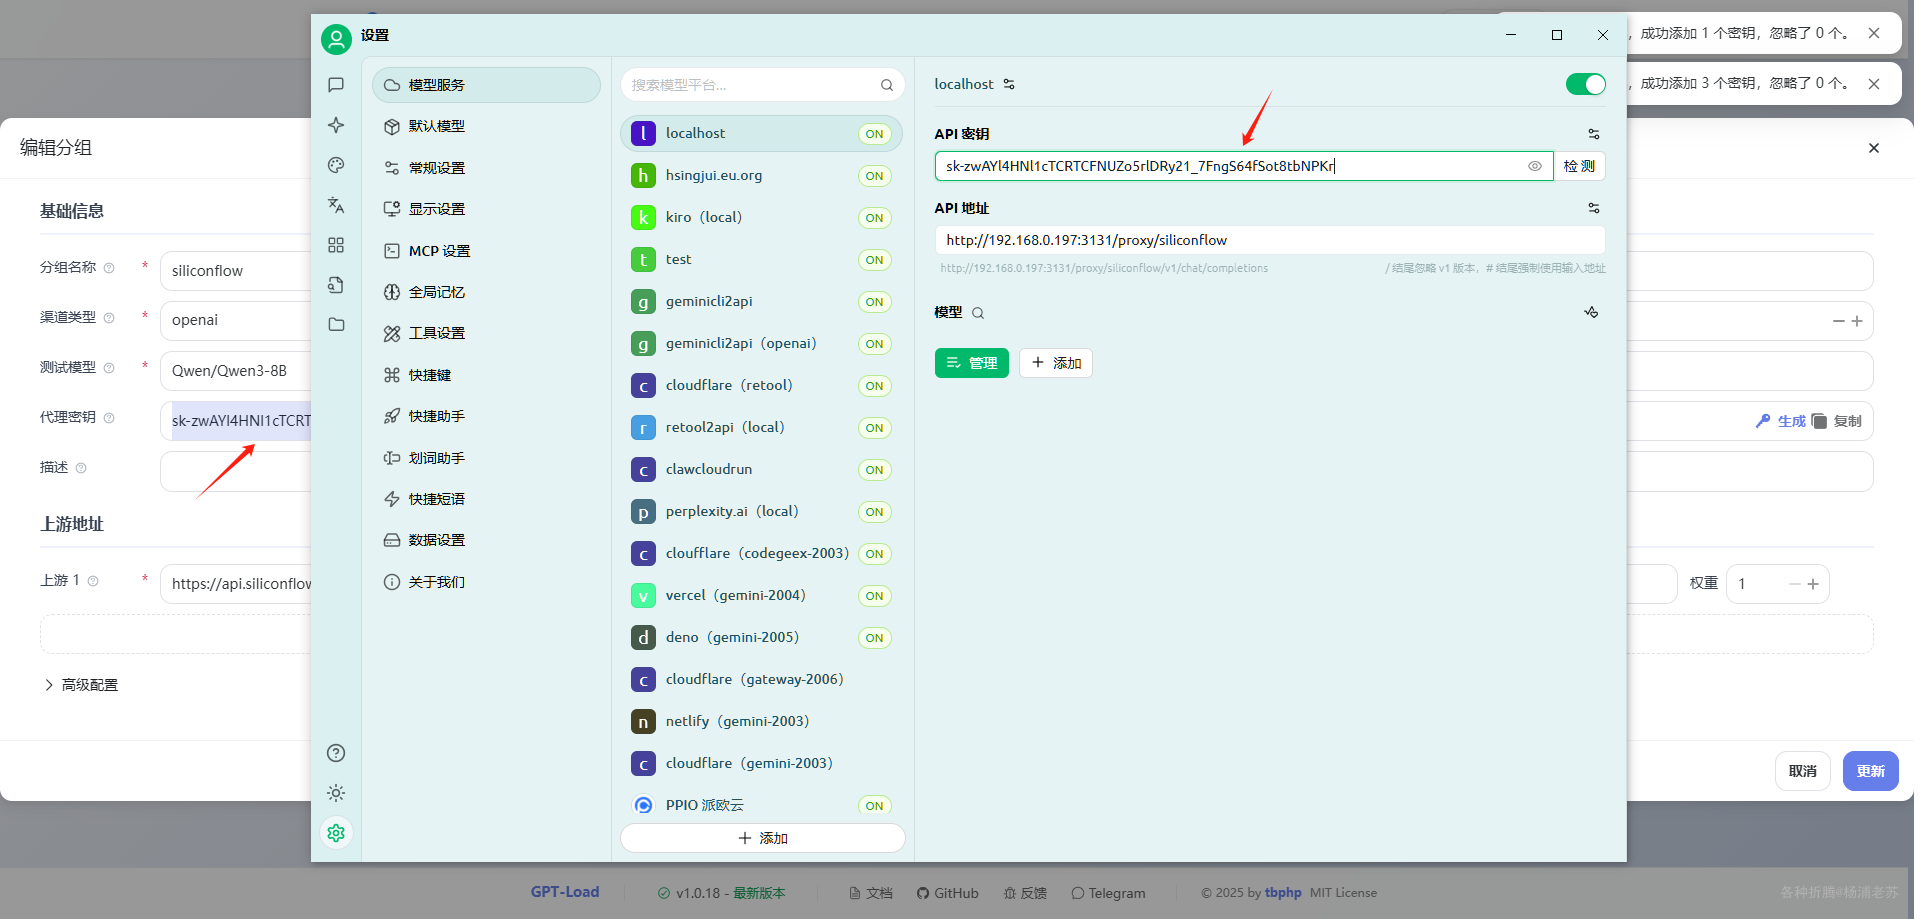 ，成功添加 1 个密钥，忽略了 0 个。
，成功添加 3 个密钥，忽略了 0 个。
编辑分组
基础信息
分组名称 *
siliconflow
渠道类型 *
openai
测试模型 *
Qwen/Qwen3-8B
代理密钥
sk-zwAYl4HNl1cTCRT
生成
复制
描述
上游地址
上游 1 *
https://api.siliconflow
权重
1
高级配置
取消
更新
设置
模型服务
默认模型
常规设置
显示设置
MCP 设置
全局记忆
工具设置
快捷键
快捷助手
划词助手
快捷短语
数据设置
关于我们
搜索模型平台...
l localhost ON
h hsingjui.eu.org ON
k kiro（local） ON
t test ON
g geminicli2api ON
g geminicli2api（openai） ON
c cloudflare（retool） ON
r retool2api（local） ON
c clawcloudrun ON
p perplexity.ai（local） ON
c cloufflare（codegeex-2003） ON
v vercel（gemini-2004） ON
d deno（gemini-2005） ON
c cloudflare（gateway-2006）
n netlify（gemini-2003）
c cloudflare（gemini-2003）
PPIO 派欧云 ON
添加
localhost
API 密钥
sk-zwAYl4HNl1cTCRTCFNUZo5rlDRy21_7FngS64fSot8tbNPKr
检测
API 地址
http://192.168.0.197:3131/proxy/siliconflow
http://192.168.0.197:3131/proxy/siliconflow/v1/chat/completions
/ 结尾忽略 v1 版本，# 结尾强制使用输入地址
模型
管理
添加
GPT-Load
v1.0.18 - 最新版本
文档
GitHub
反馈
Telegram
© 2025 by tbphp MIT License
各种折腾#杨浦老苏